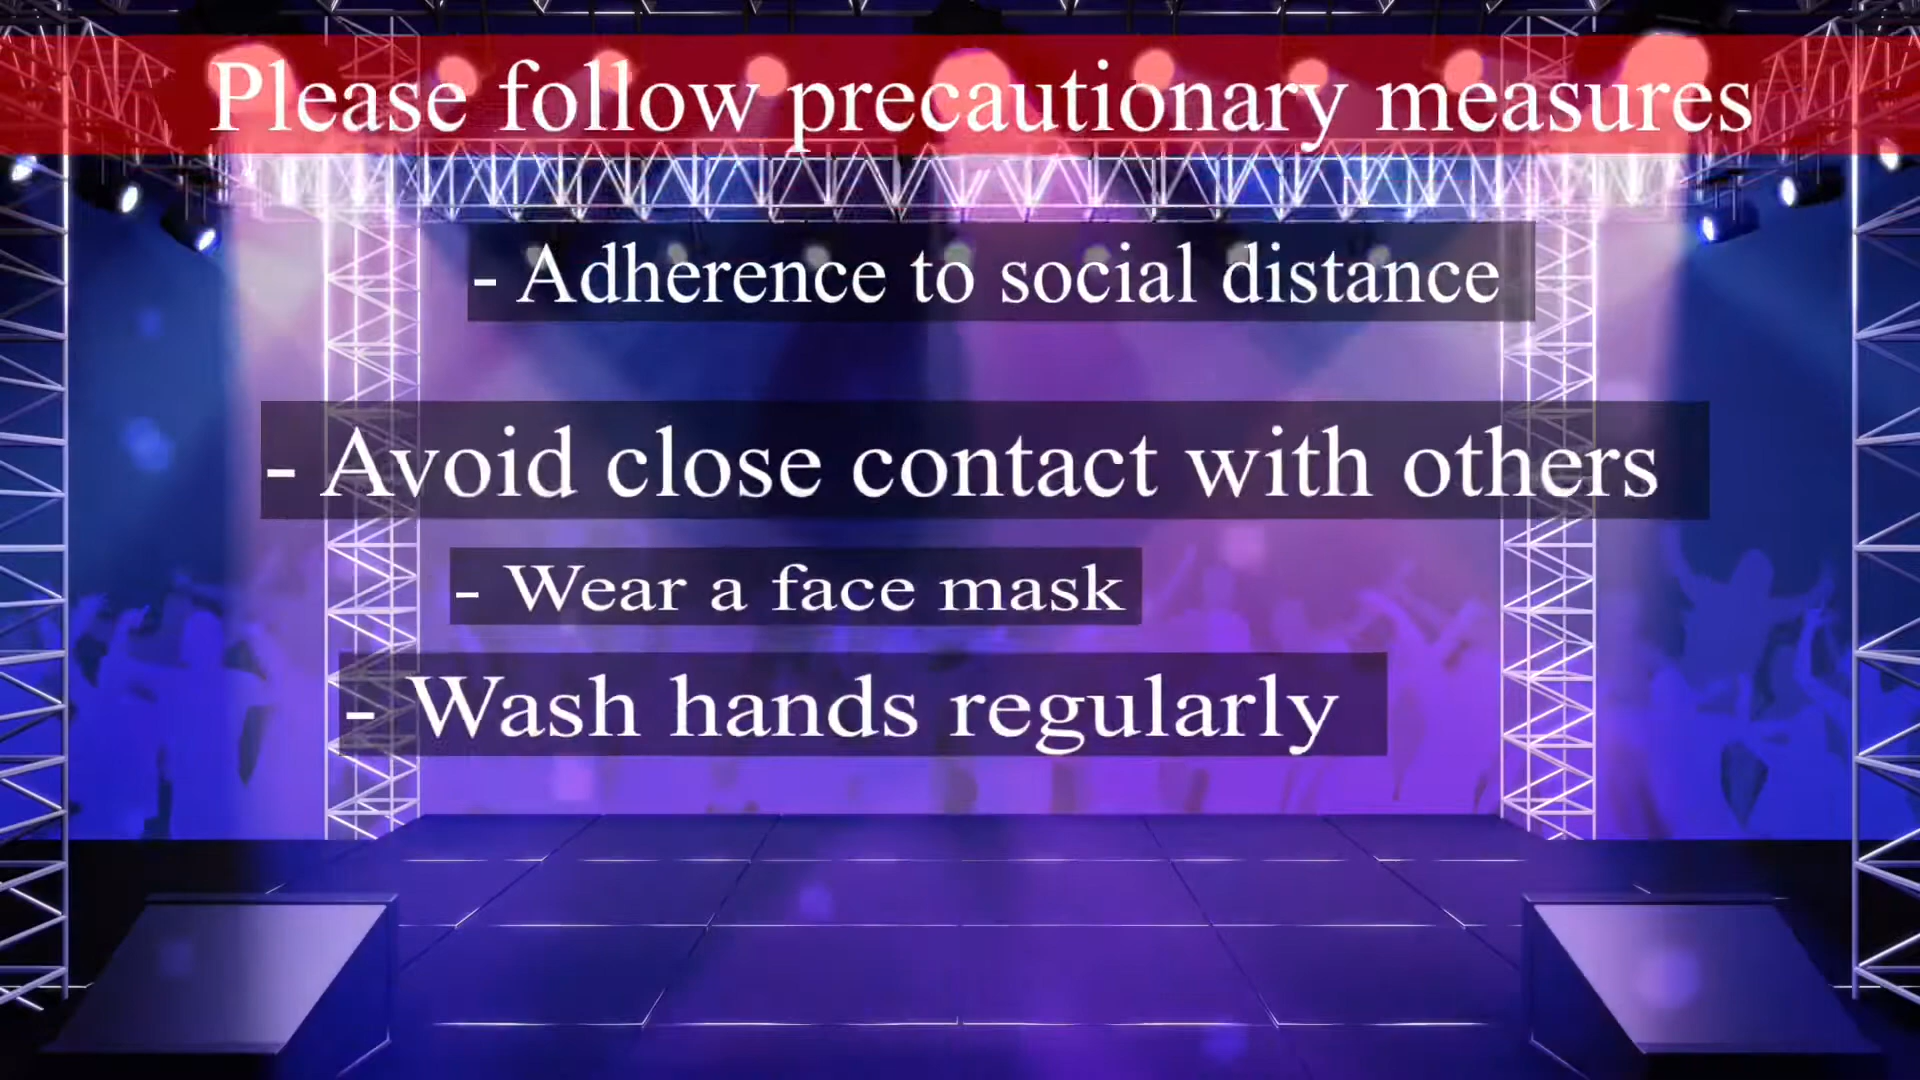 Please follow precautionary measures
- Adherence to social distance
- Avoid close contact with others
- Wear a face mask
- Wash hands regularly